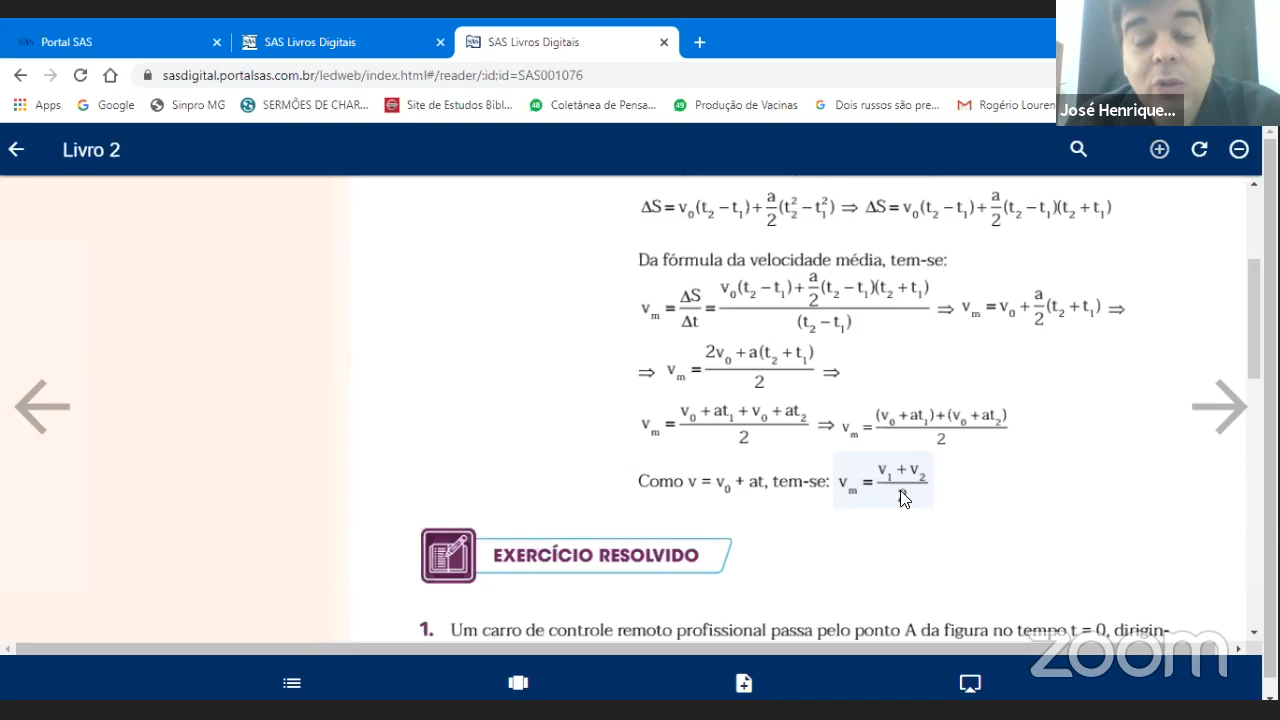 Portal SAS
SAS Livros Digitais
SAS Livros Digitais
sasdigital.portalsas.com.br/ledweb/index.html#/reader/:id:id=SAS001076
Apps Google Sinpro MG SERMÕES DE CHAR... Site de Estudos Bíbl... Coletânea de Pensa... Produção de Vacinas Dois russos são pre... Rogério Louren
José Henrique...
Livro 2
ΔS = v₀(t₂ − t₁) + a/2 (t₂² − t₁²) ⇒ ΔS = v₀(t₂ − t₁) + a/2 (t₂ − t₁)(t₂ + t₁)
Da fórmula da velocidade média, tem-se:
vₘ = ΔS/Δt = (v₀(t₂ − t₁) + a/2 (t₂ − t₁)(t₂ + t₁))/(t₂ − t₁) ⇒ vₘ = v₀ + a/2 (t₂ + t₁) ⇒
⇒ vₘ = (2v₀ + a(t₂ + t₁))/2 ⇒
vₘ = (v₀ + at₁ + v₀ + at₂)/2 ⇒ vₘ = ((v₀ + at₁) + (v₀ + at₂))/2
Como v = v₀ + at, tem-se: vₘ = (v₁ + v₂)/
EXERCÍCIO RESOLVIDO
1. Um carro de controle remoto profissional passa pelo ponto A da figura no tempo t = 0, dirigin-
zoom